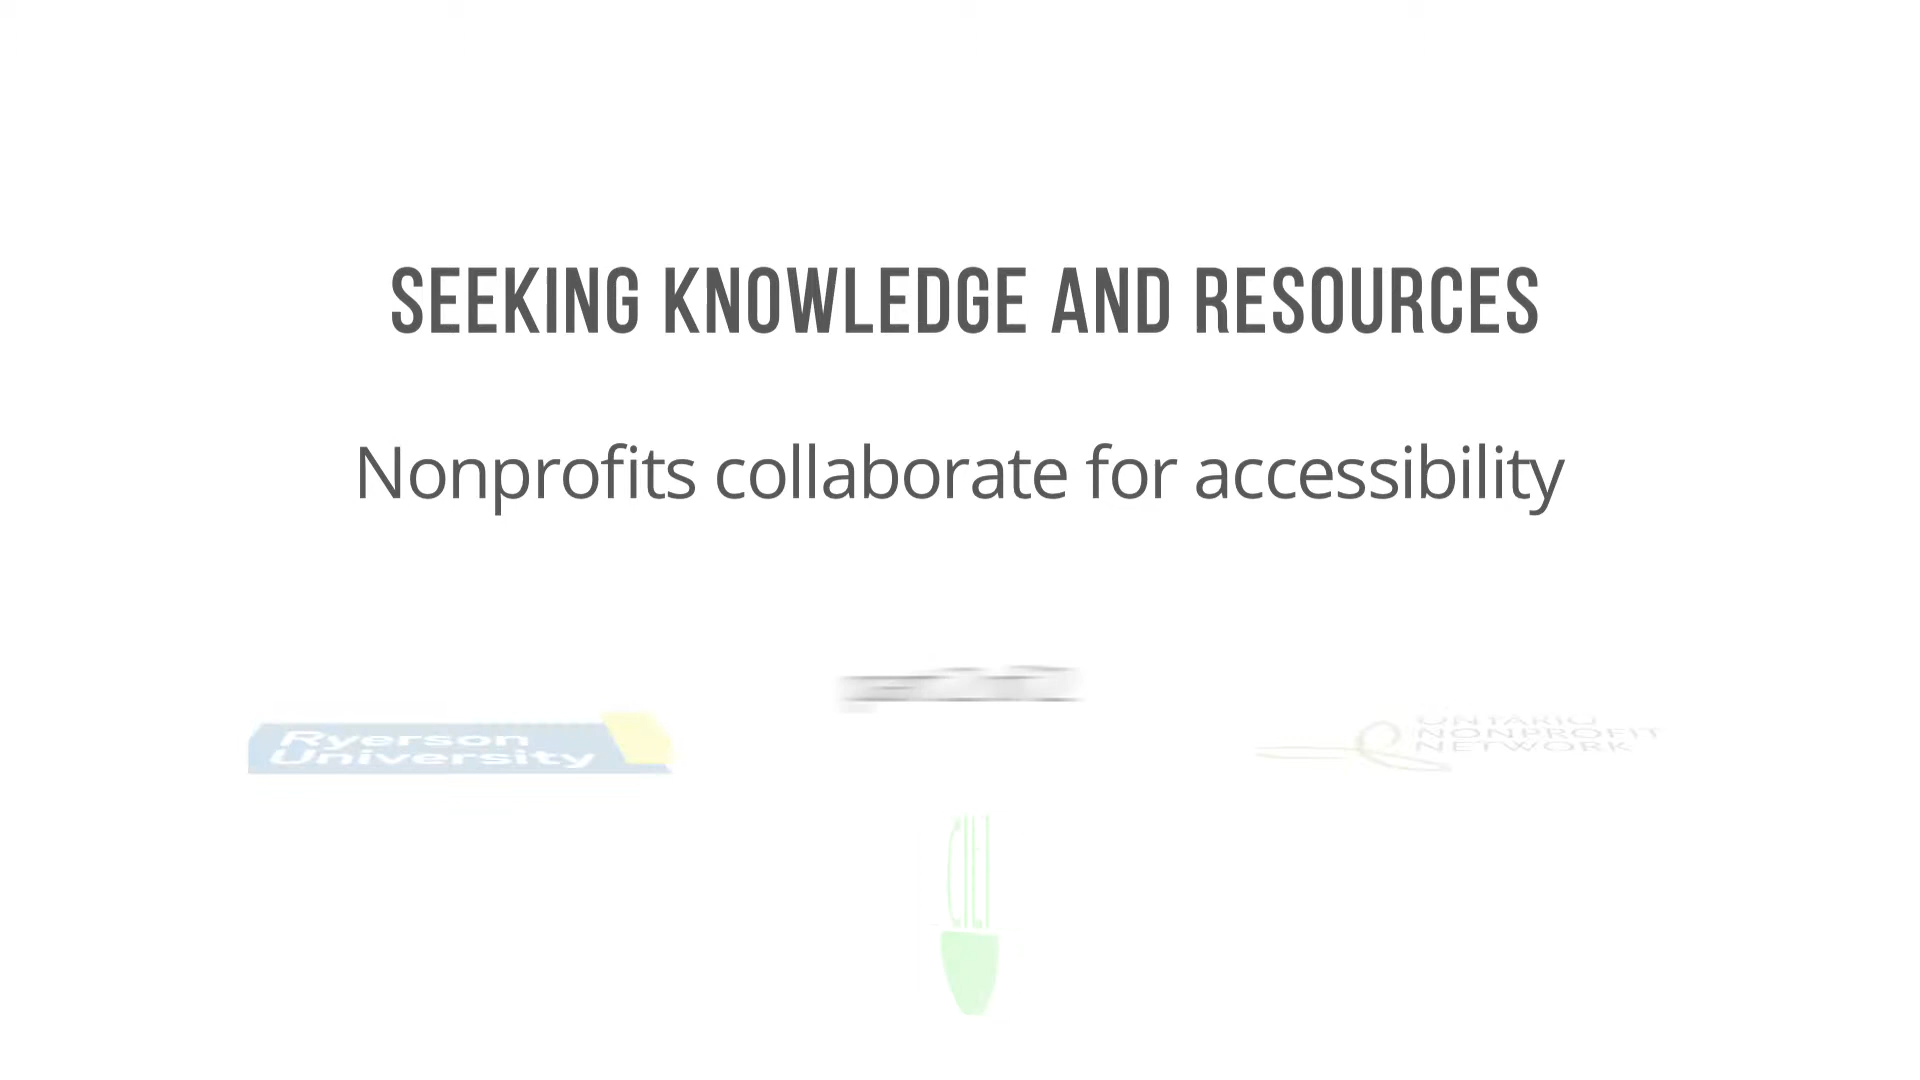 SEEKING KNOWLEDGE AND RESOURCES
Nonprofits collaborate for accessibility
Ryerson
University
ONTARIO
NONPROFIT
NETWORK